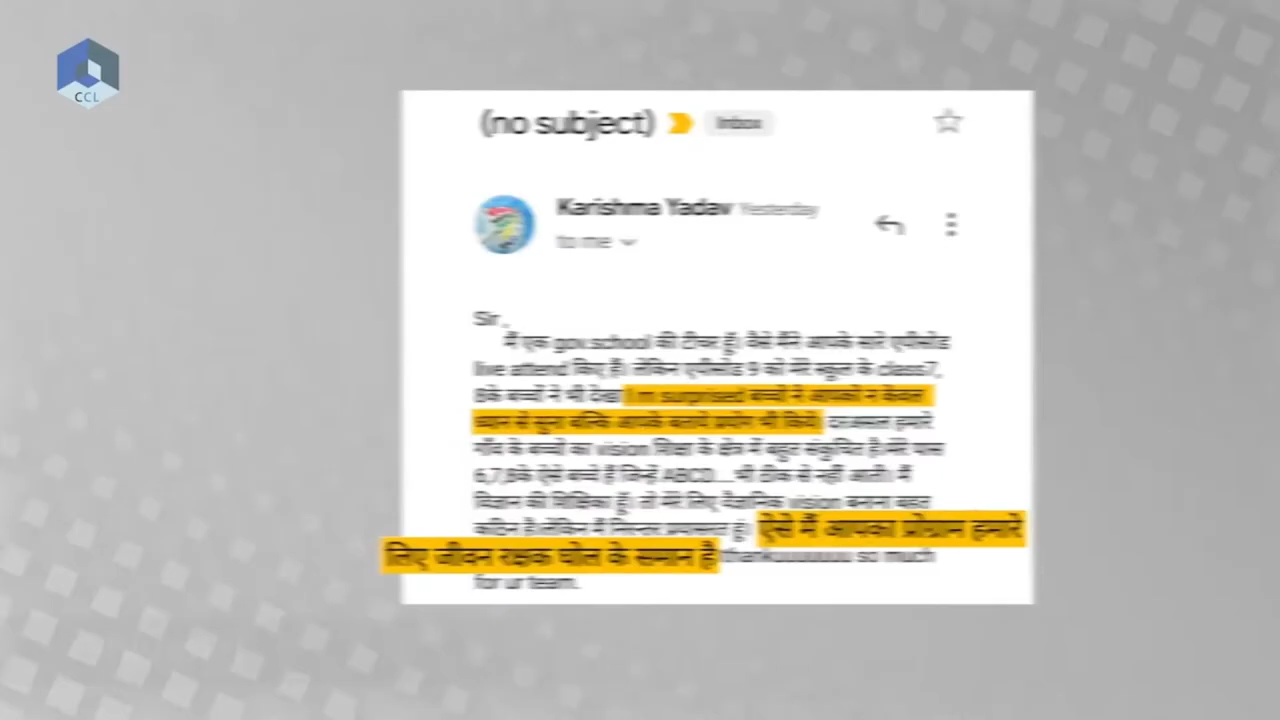 CCL
(no subject) Inbox
Karishma Yadav Yesterday
to me
Sir,
मैं एक gov.school की टीचर हूँ। वैसे मैंने आपके सारे एपीसोड
live attend किए हैं। लेकिन एपीसोड 9 को मेरे स्कूल के class7,
8के बच्चों ने भी देखा I'm surprised बच्चों ने आपको न केवल
ध्यान से सुना बल्कि आपके बताये प्रयोग भी किये। दरअसल हमारे
गाँव के बच्चों का vision शिक्षा के क्षेत्र में बहुत संकुचित है।मेरे पास
6,7,8के ऐसे बच्चे हैं जिन्हें ABCD... भी ठीक से नहीं आती। मैं
विज्ञान की शिक्षिका हूं। तो मेरे लिए वैज्ञानिक vision बनाना बहुत
कठिन है लेकिन मैं निरन्तर प्रयासरत हूं। ऐसे मैं आपका प्रोग्राम हमारे
लिए जीवन रक्षक घोल के समान है thanKuuuuuu so much
for ur team.